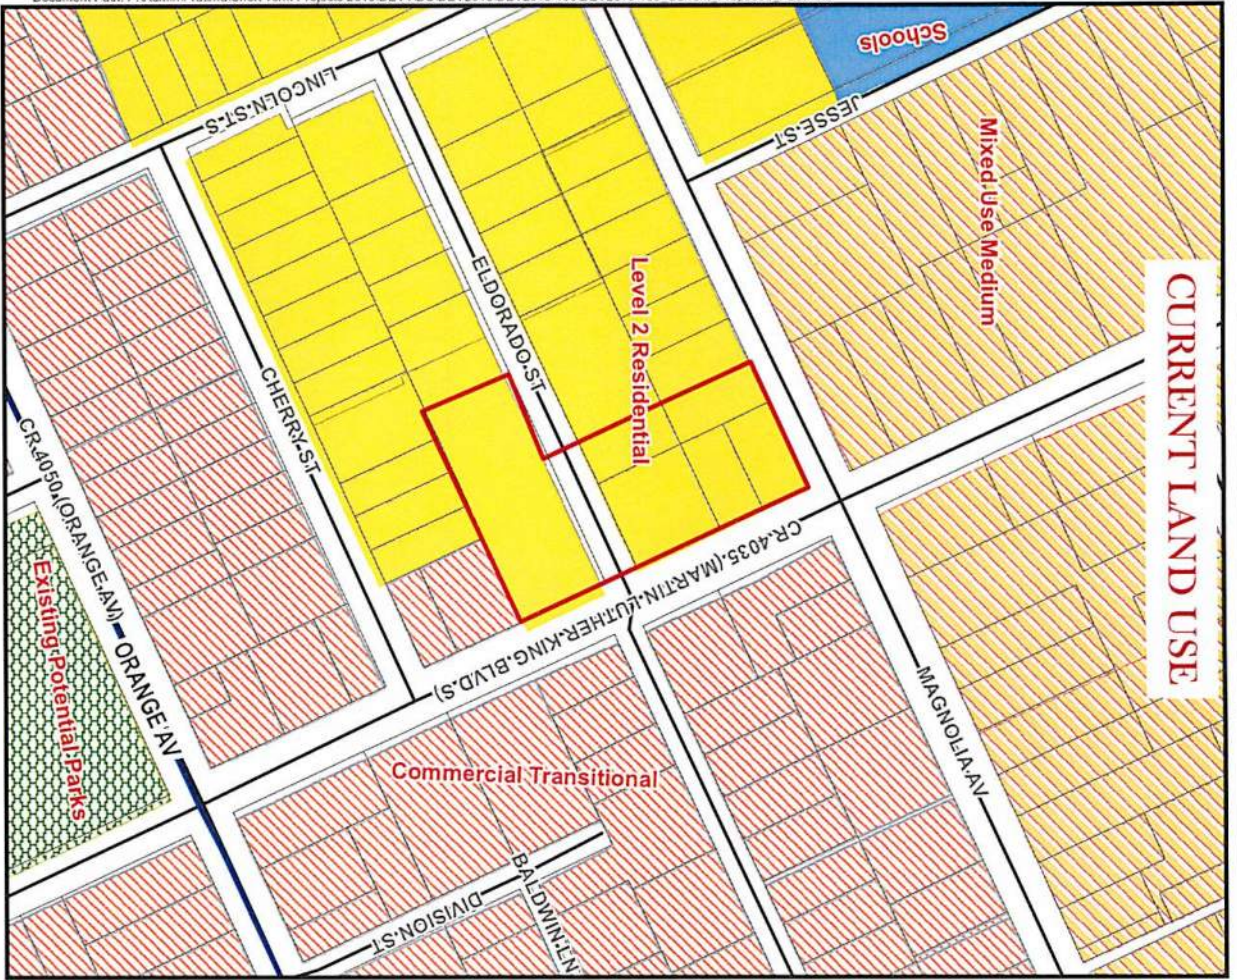 CURRENT LAND USE
Schools
JESSE.ST
Mixed Use Medium
LINCOLN.ST.S
ELDORADO.ST
Level 2 Residential
CHERRY.ST
CR.4035.(MARTIN.LUTHER.KING.BLVD.S)
MAGNOLIA.AV
CR.4050.(ORANGE.AV)
ORANGE AV
Existing Potential Parks
Commercial Transitional
BALDWIN.LN
DIVISION.ST